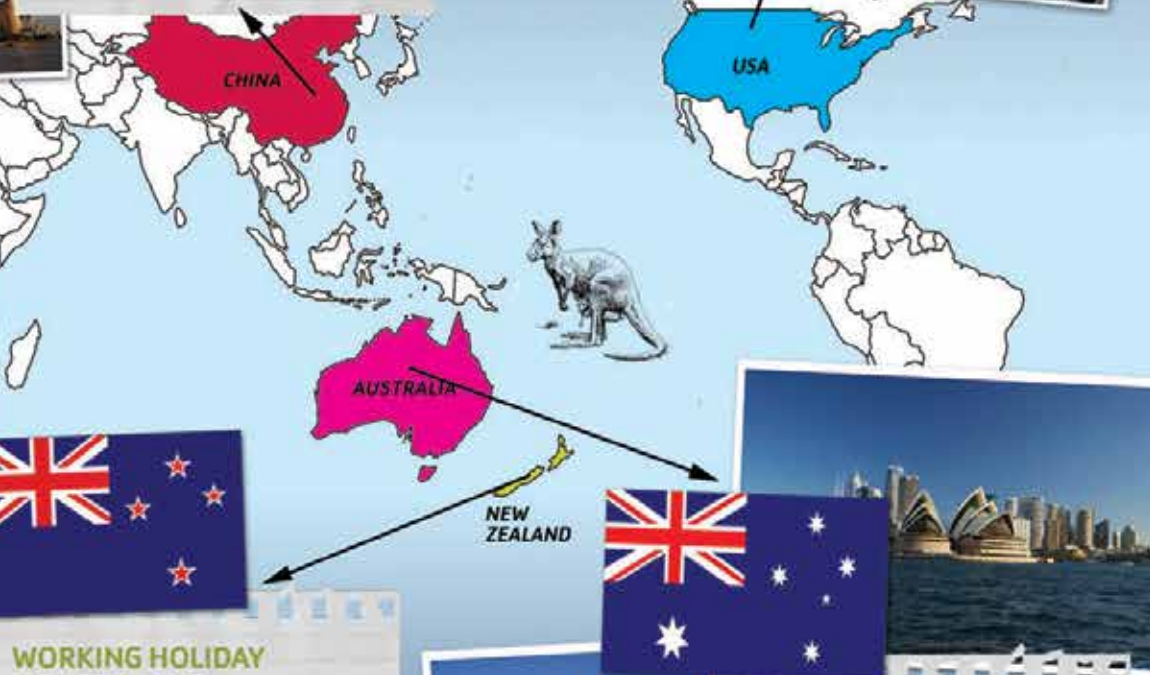 CHINA
USA
AUSTRALIA
NEW
ZEALAND
WORKING HOLIDAY